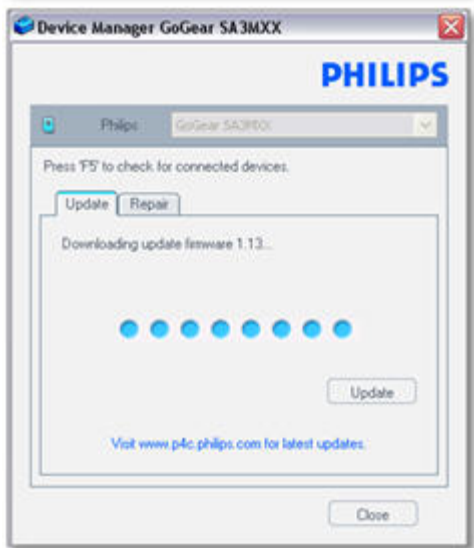 Device Manager GoGear SA3MXX
PHILIPS
Philips GoGear SA3MXX
Press 'F5' to check for connected devices.
Update Repair
Downloading update firmware 1.13...
Update
Visit www.p4c.philips.com for latest updates.
Close